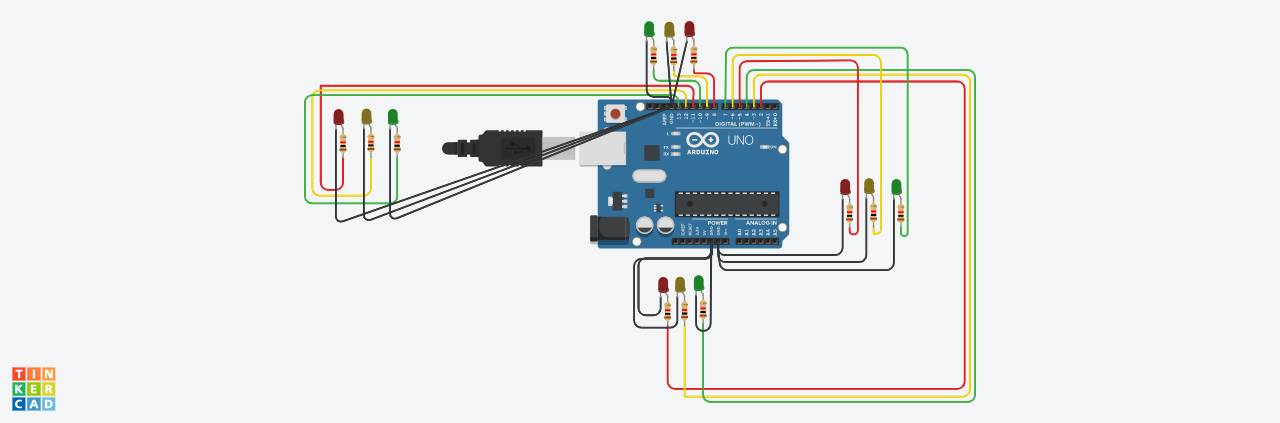 AREF
GND
13
12
~11
~10
~9
8
7
~6
~5
4
~3
2
TX→1
RX←0
DIGITAL (PWM~)
L
TX
RX
ARDUINO
UNO
ON
POWER
ANALOG IN
IOREF
RESET
3.3V
5V
GND
GND
Vin
A0
A1
A2
A3
A4
A5
TIN
KER
CAD